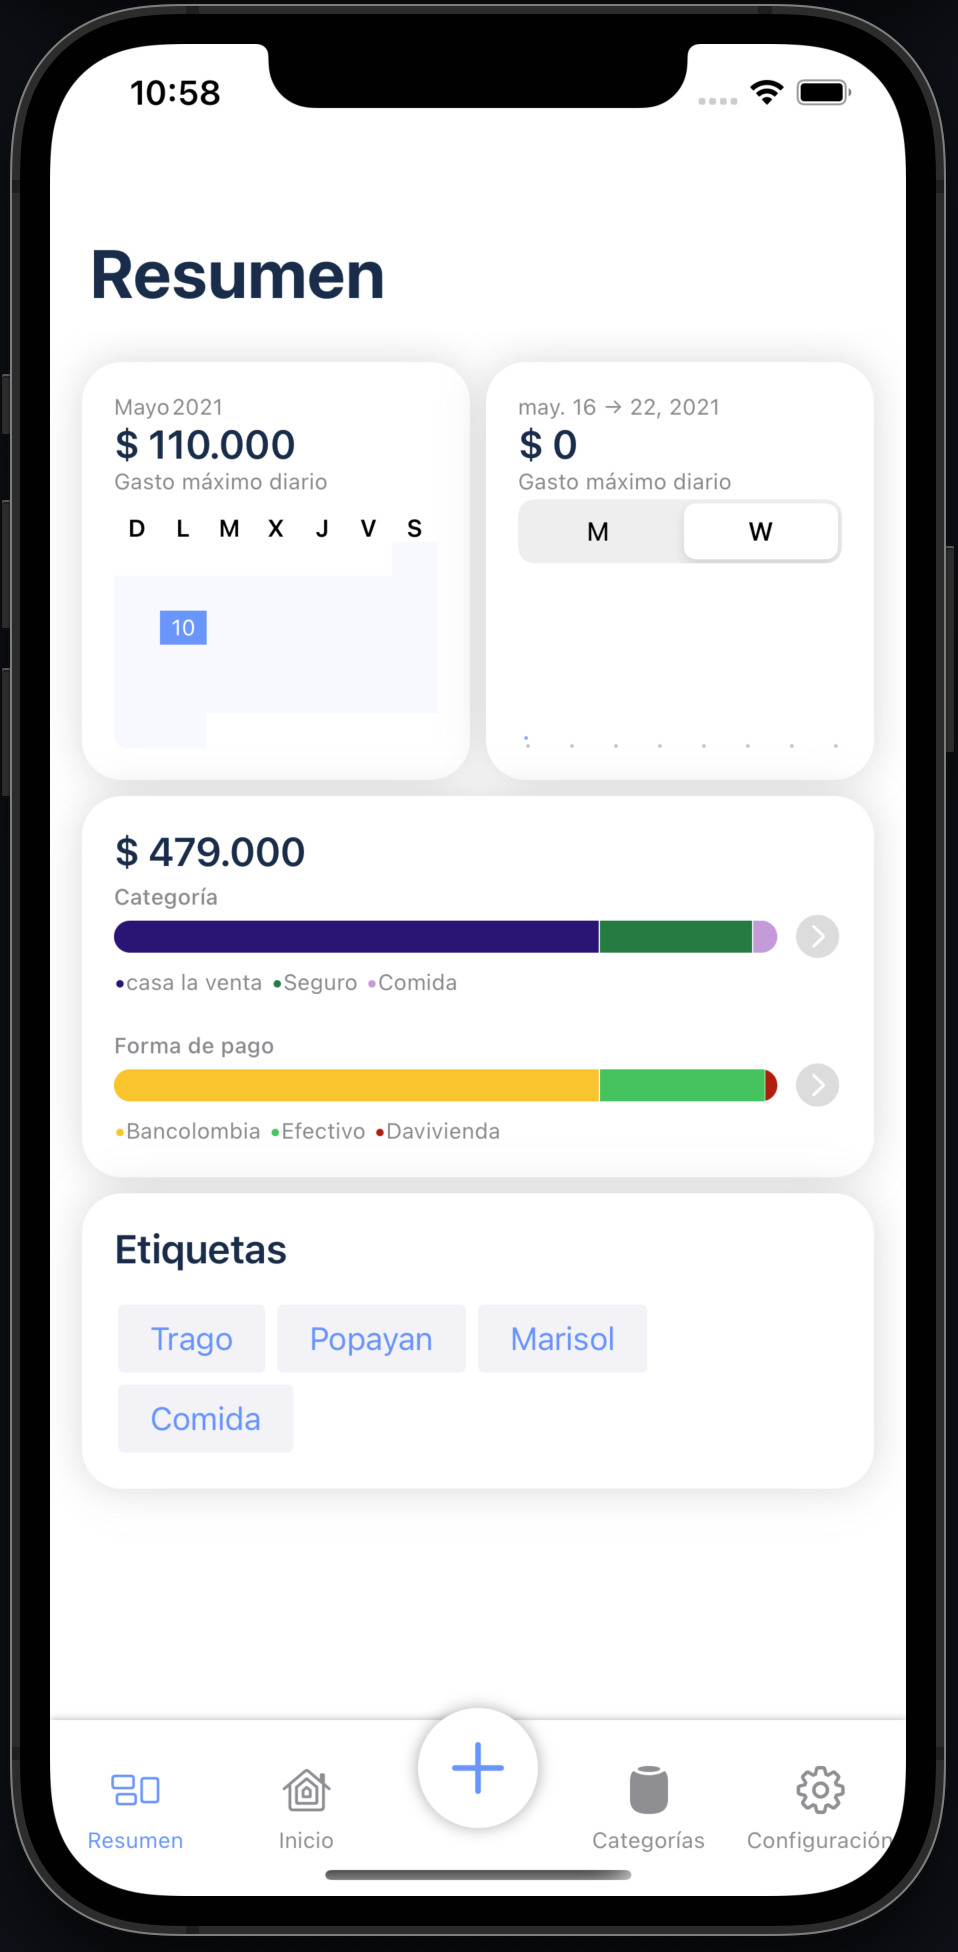 10:58
Resumen
Mayo 2021
$ 110.000
Gasto máximo diario
D L M X J V S
10
may. 16 → 22, 2021
$ 0
Gasto máximo diario
M W
$ 479.000
Categoría
•casa la venta •Seguro •Comida
Forma de pago
•Bancolombia •Efectivo •Davivienda
Etiquetas
Trago Popayan Marisol
Comida
Resumen Inicio Categorías Configuración